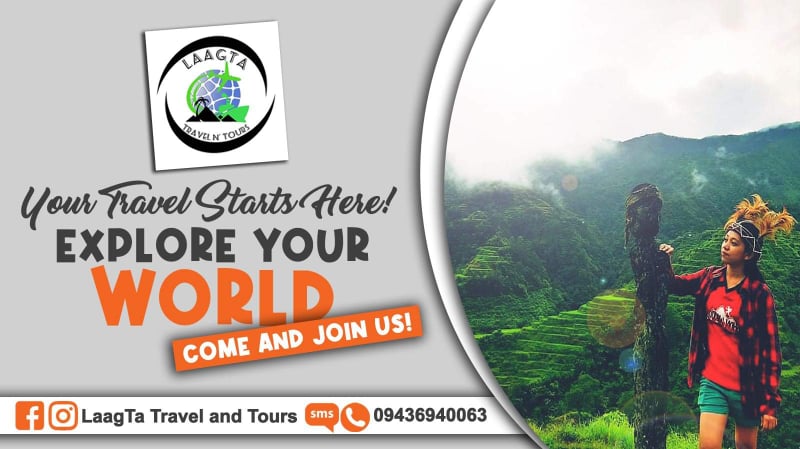 LAAGTA
TRAVEL N' TOURS
Your Travel Starts Here!
EXPLORE YOUR
WORLD
COME AND JOIN US!
LaagTa Travel and Tours sms 09436940063